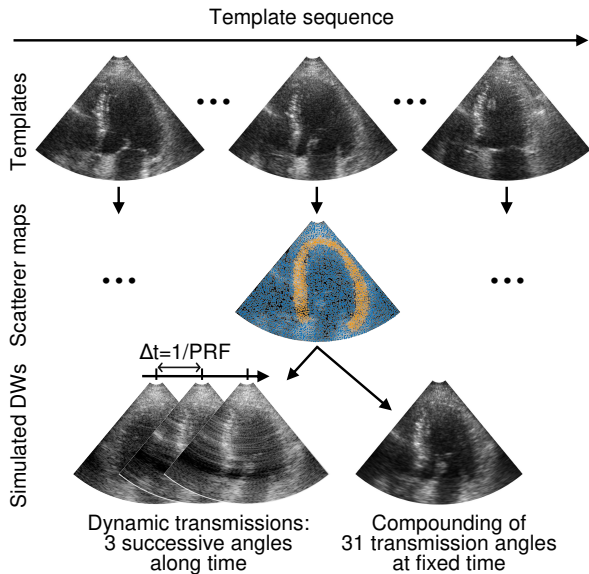 Template sequence
Templates
Scatterer maps
Δt=1/PRF
Simulated DWs
Dynamic transmissions:
3 successive angles
along time
Compounding of
31 transmission angles
at fixed time